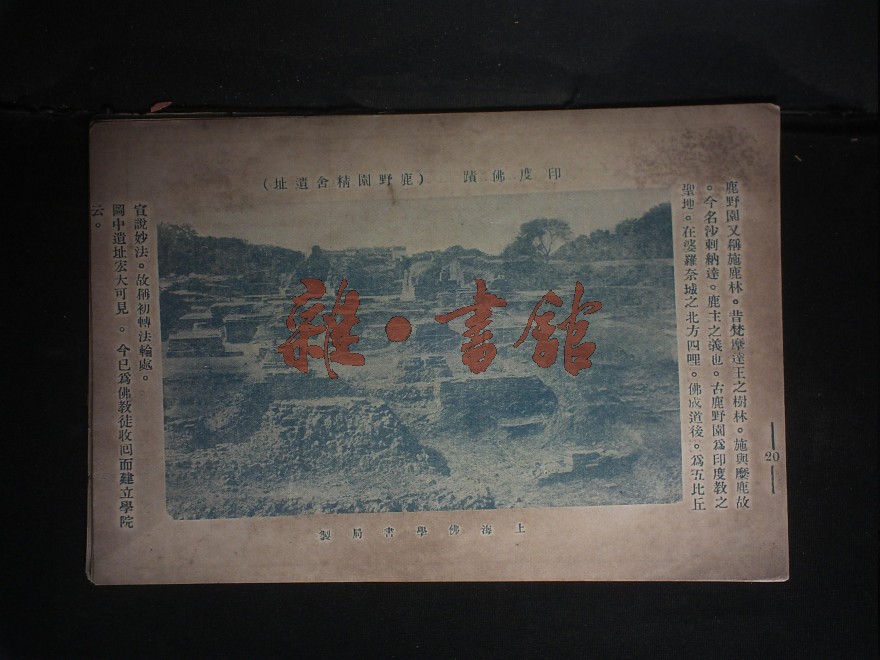 印度佛蹟 (鹿野園精舍遺址)
鹿野園又稱施鹿林。昔梵摩達王之樹林。施與麋鹿故
。今名沙剌納達。鹿主之義也。古鹿野園爲印度教之
聖地。在婆羅奈城之北方四哩。佛成道後。爲五比丘
宣說妙法。故稱初轉法輪處。
圖中遺址宏大可見。今已爲佛教徒收回而建立學院
云。
雜·書館
上海佛學書局製
20